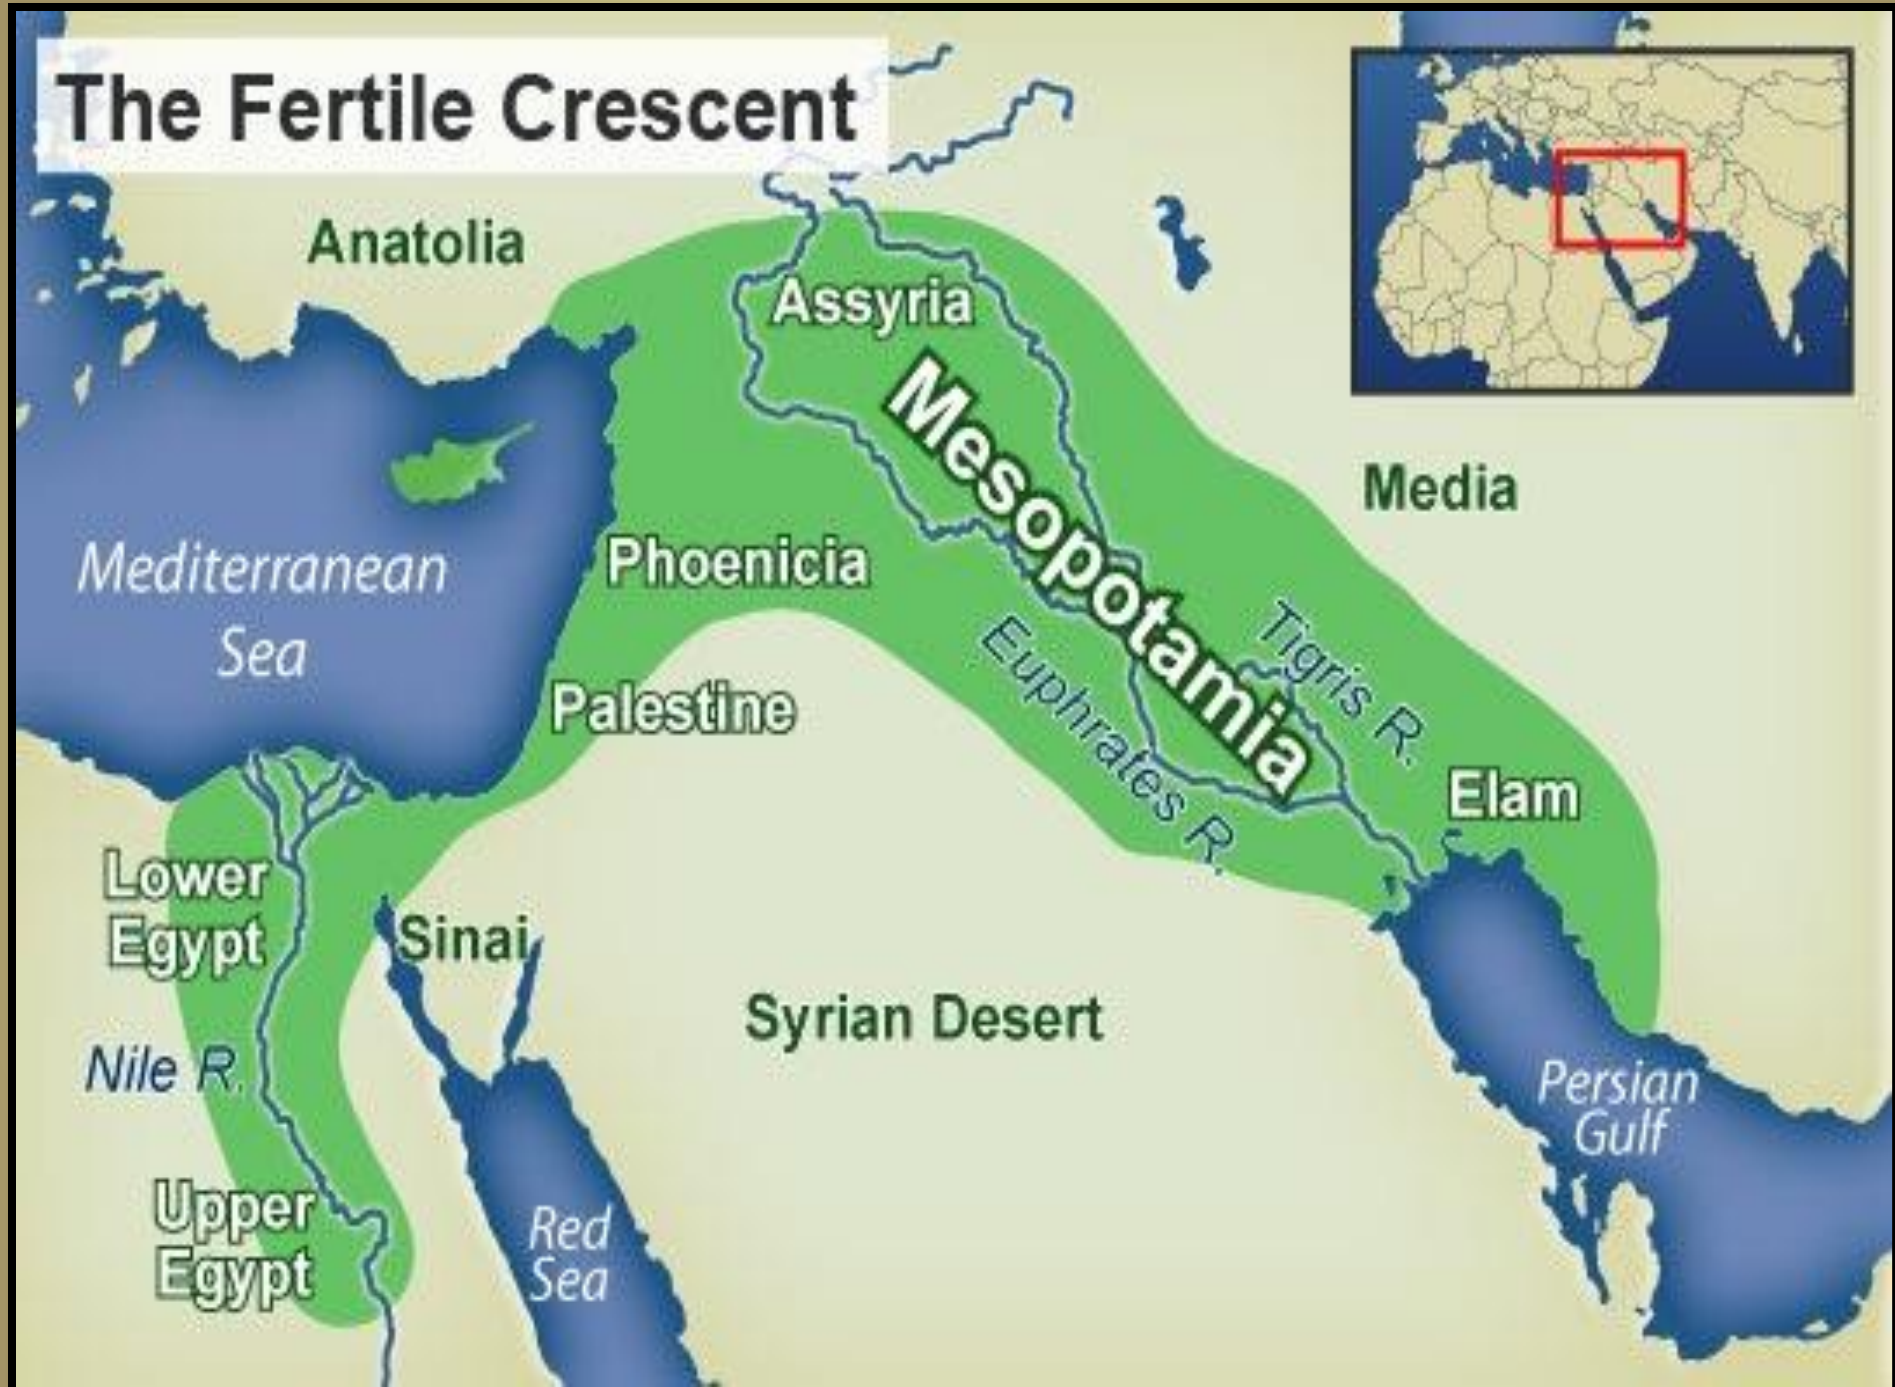 The Fertile Crescent
Anatolia
Assyria
Mesopotamia
Media
Mediterranean
Sea
Phoenicia
Tigris R.
Euphrates R.
Palestine
Elam
Lower
Egypt
Sinai
Syrian Desert
Nile R.
Persian
Gulf
Upper
Egypt
Red
Sea